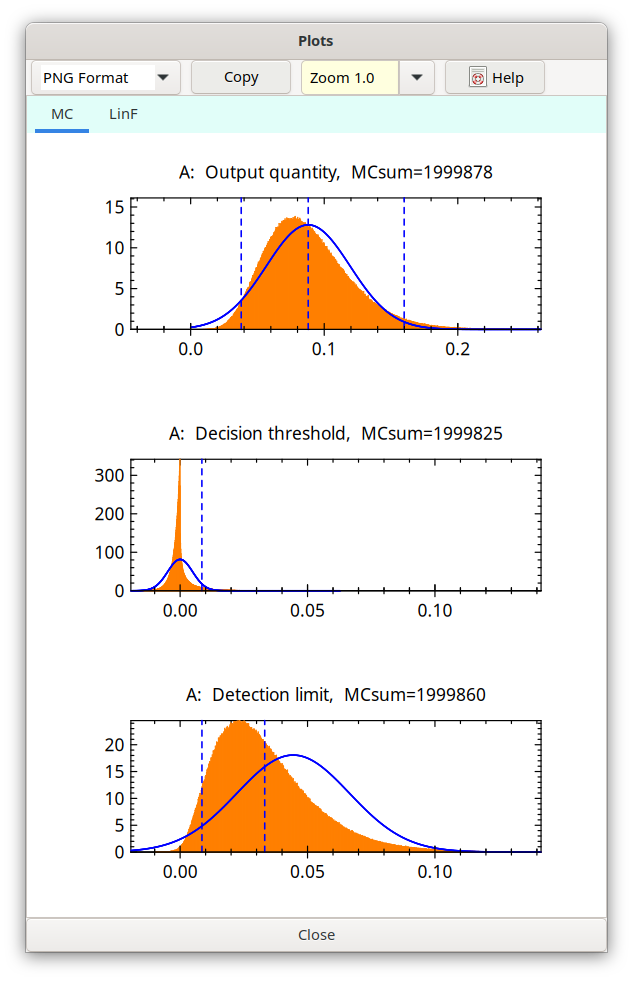 Plots
PNG Format Copy Zoom 1.0 Help
MC LinF
A: Output quantity, MCsum=1999878
15
10
5
0
0.0 0.1 0.2
A: Decision threshold, MCsum=1999825
300
200
100
0
0.00 0.05 0.10
A: Detection limit, MCsum=1999860
20
15
10
5
0
0.00 0.05 0.10
Close